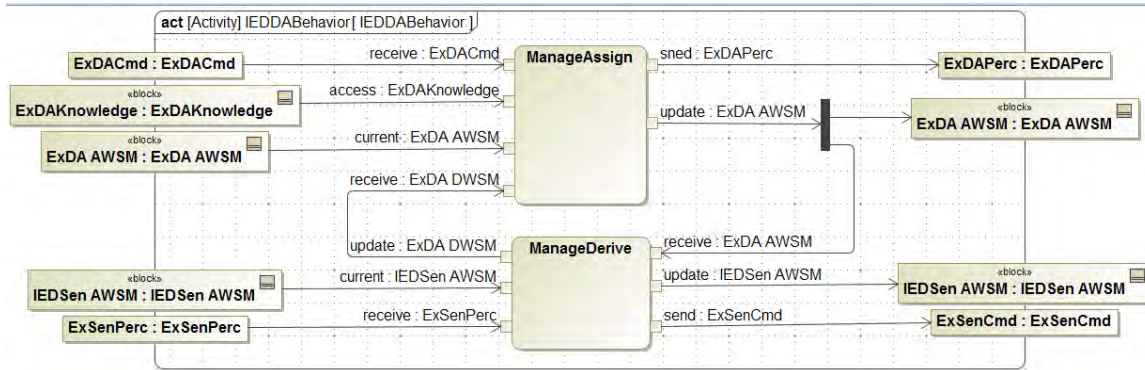 act [Activity] IEDDABehavior[ IEDDABehavior ]
ExDACmd : ExDACmd
receive : ExDACmd
ManageAssign
sned : ExDAPerc
ExDAPerc : ExDAPerc
«block»
ExDAKnowledge : ExDAKnowledge
access : ExDAKnowledge
update : ExDA AWSM
«block»
ExDA AWSM : ExDA AWSM
«block»
ExDA AWSM : ExDA AWSM
current : ExDA AWSM
receive : ExDA DWSM
update : ExDA DWSM
ManageDerive
receive : ExDA AWSM
«block»
IEDSen AWSM : IEDSen AWSM
current : IEDSen AWSM
update : IEDSen AWSM
«block»
IEDSen AWSM : IEDSen AWSM
ExSenPerc : ExSenPerc
receive : ExSenPerc
send : ExSenCmd
ExSenCmd : ExSenCmd